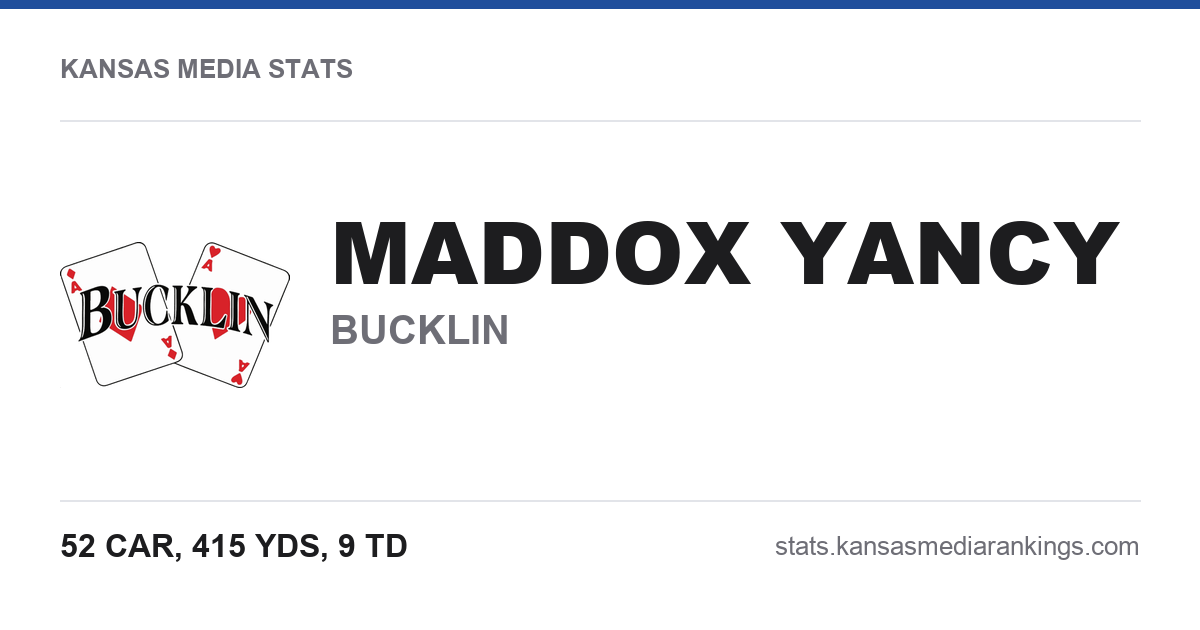 KANSAS MEDIA STATS
MADDOX YANCY
BUCKLIN
A
A
BUCKLIN
A
A
52 CAR, 415 YDS, 9 TD
stats.kansasmediarankings.com